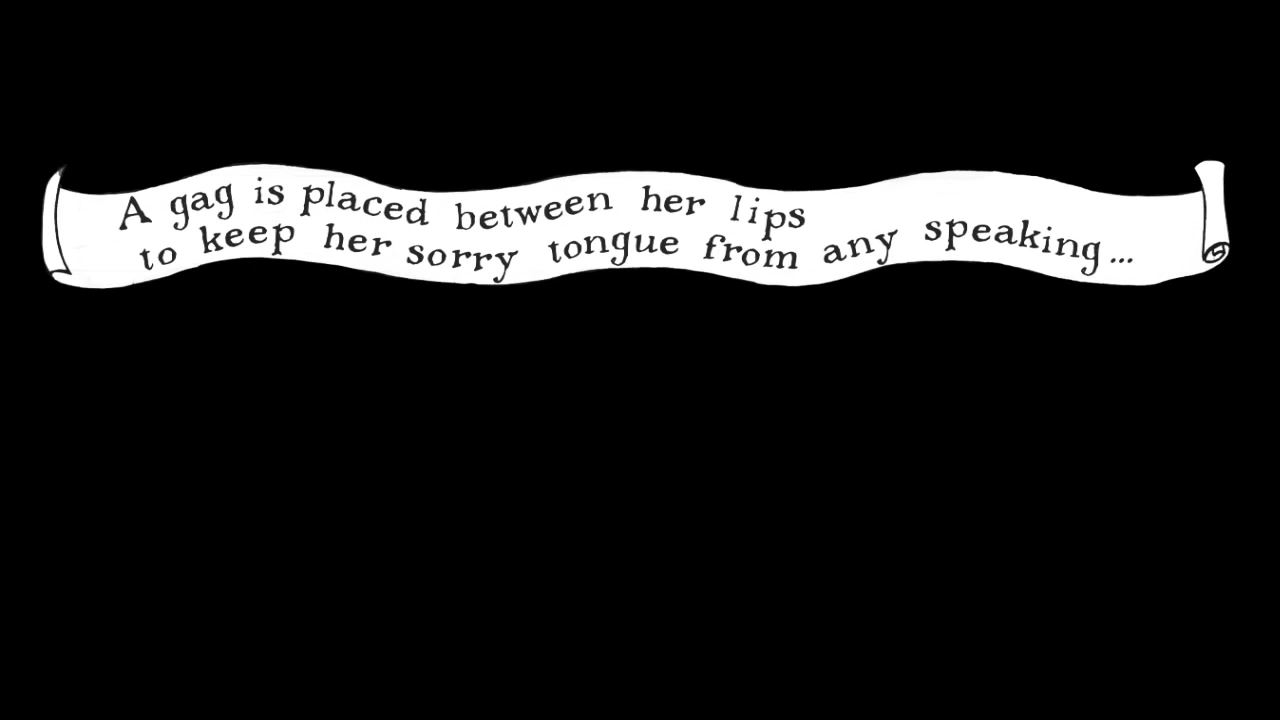 A gag is placed between her lips
to keep her sorry tongue from any speaking...